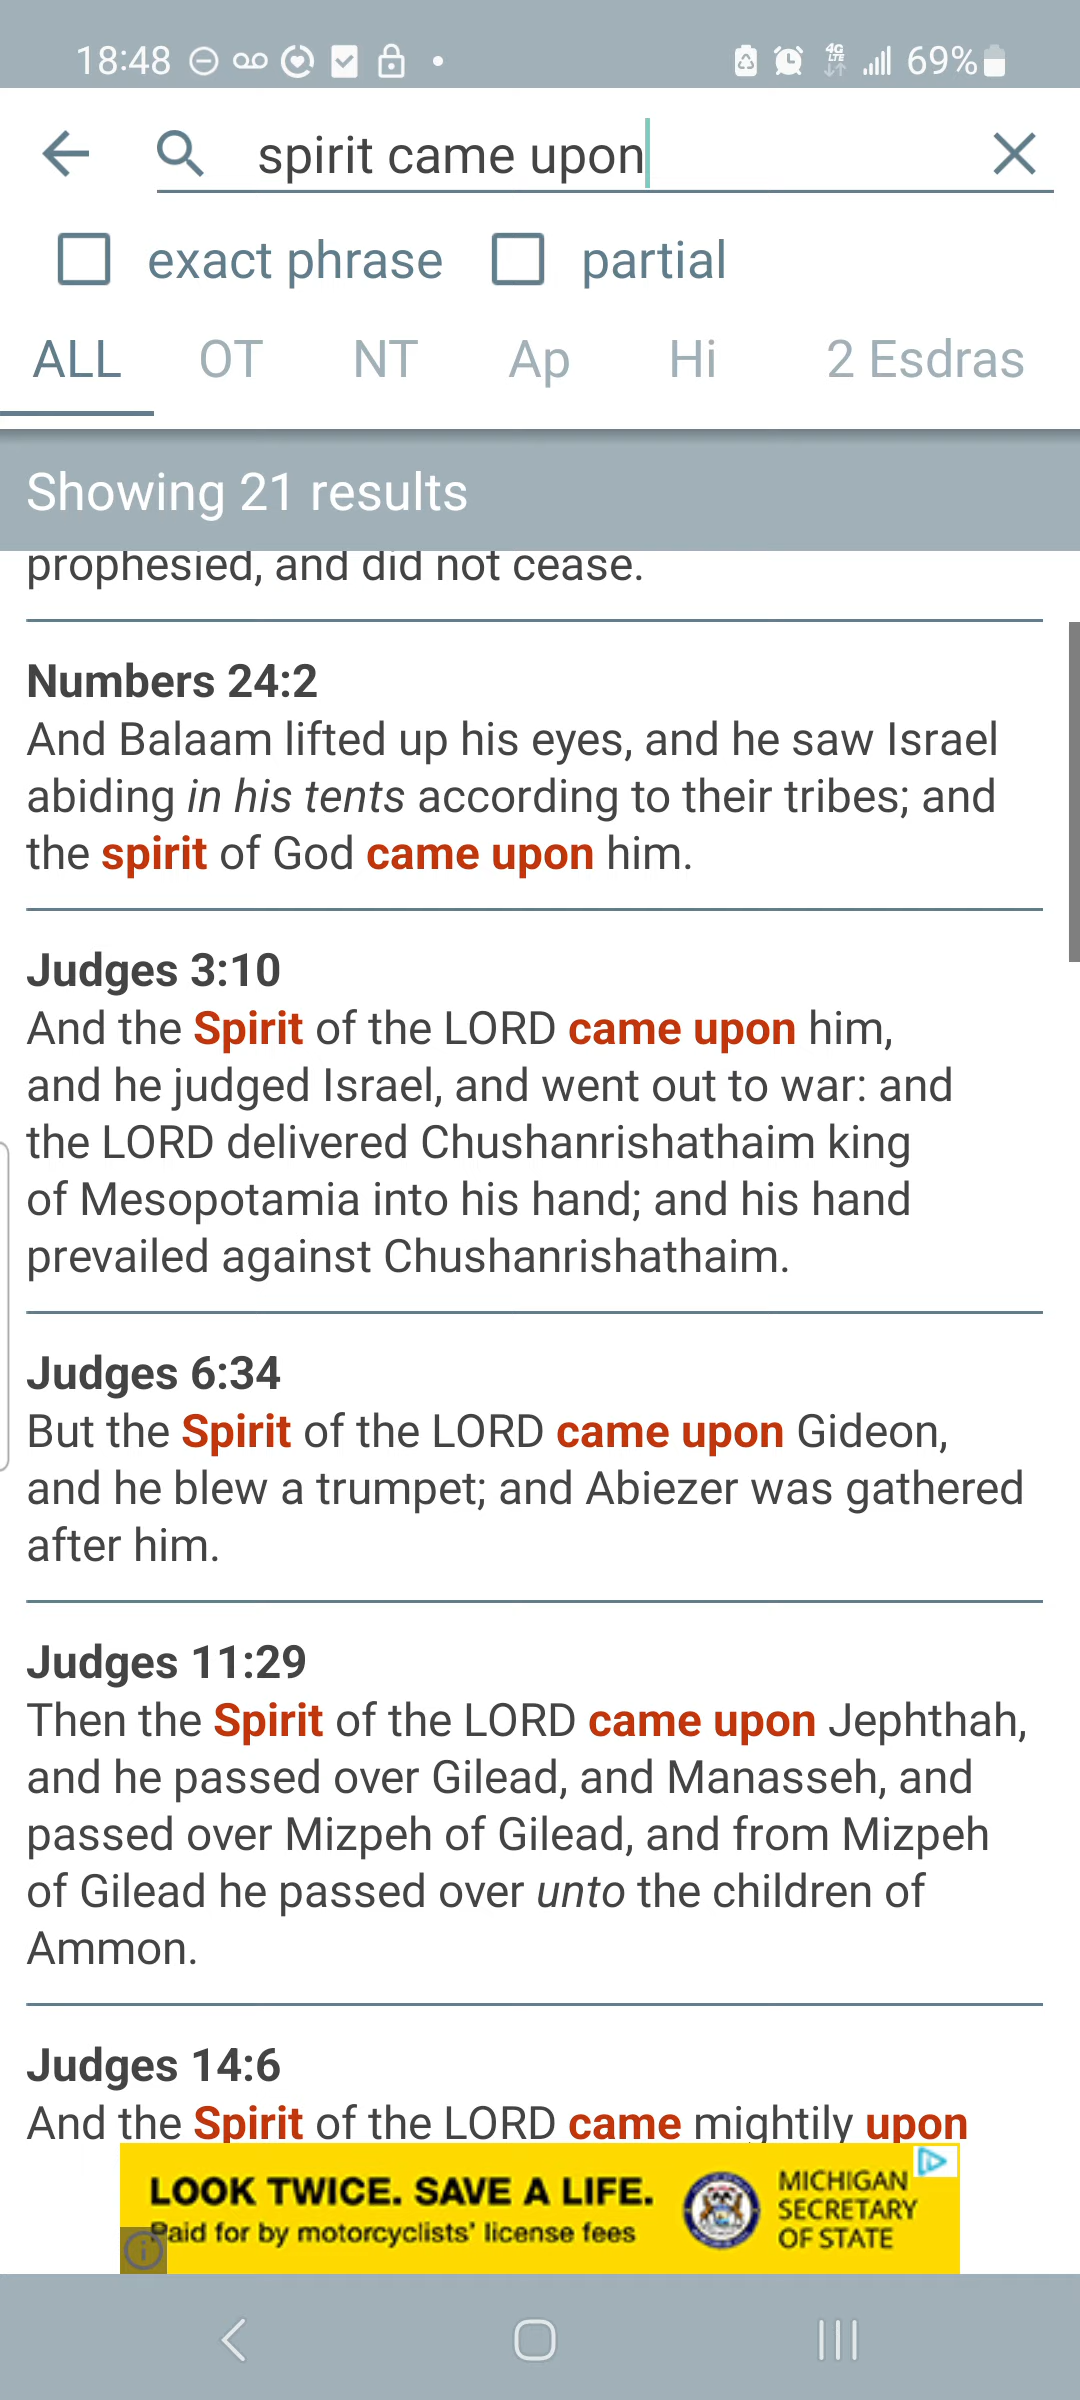 18:48 69%
spirit came upon
exact phrase partial
ALL OT NT Ap Hi 2 Esdras
Showing 21 results
prophesied, and did not cease.
Numbers 24:2
And Balaam lifted up his eyes, and he saw Israel
abiding in his tents according to their tribes; and
the spirit of God came upon him.
Judges 3:10
And the Spirit of the LORD came upon him,
and he judged Israel, and went out to war: and
the LORD delivered Chushanrishathaim king
of Mesopotamia into his hand; and his hand
prevailed against Chushanrishathaim.
Judges 6:34
But the Spirit of the LORD came upon Gideon,
and he blew a trumpet; and Abiezer was gathered
after him.
Judges 11:29
Then the Spirit of the LORD came upon Jephthah,
and he passed over Gilead, and Manasseh, and
passed over Mizpeh of Gilead, and from Mizpeh
of Gilead he passed over unto the children of
Ammon.
Judges 14:6
And the Spirit of the LORD came mightily upon
LOOK TWICE. SAVE A LIFE.
Paid for by motorcyclists' license fees
MICHIGAN
SECRETARY
OF STATE